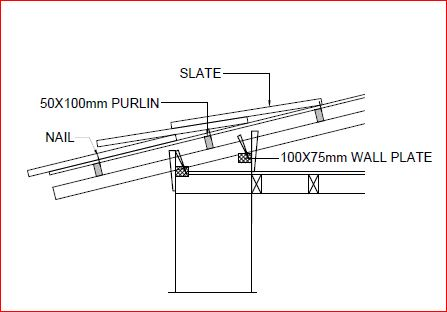 SLATE
50X100mm PURLIN
NAIL
100X75mm WALL PLATE